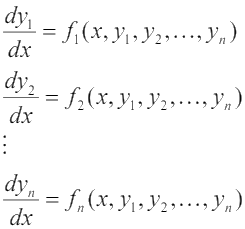 dy₁/dx = f₁(x, y₁, y₂,..., yₙ)
dy₂/dx = f₂(x, y₁, y₂,..., yₙ)
⋮
dyₙ/dx = fₙ(x, y₁, y₂,..., yₙ)